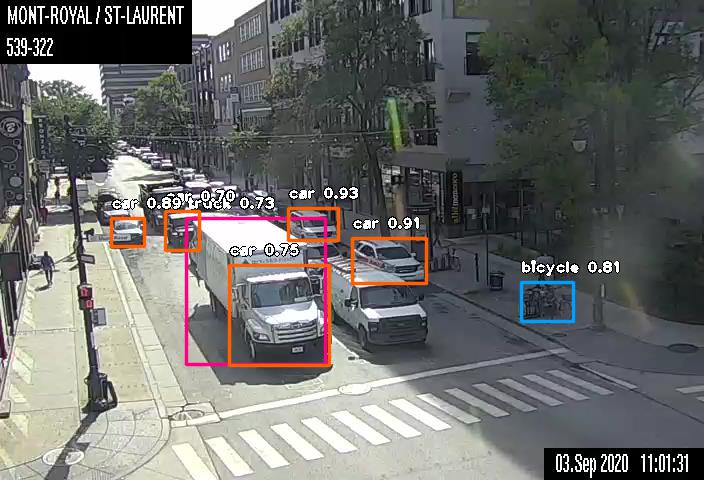 MONT-ROYAL / ST-LAURENT
539-322
car 0.93
car 0.89
car 0.70
truck 0.73
car 0.91
car 0.75
bicycle 0.81
03.Sep 2020 11:01:31